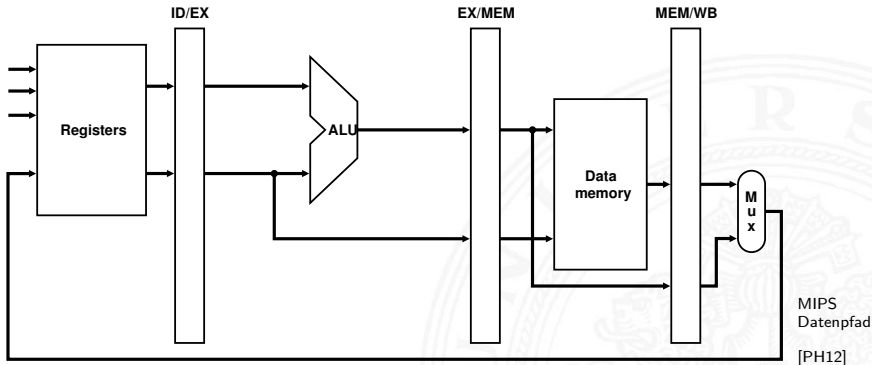 ID/EX
EX/MEM
MEM/WB
Registers
ALU
Data
memory
M
u
x
MIPS
Datenpfad
[PH12]